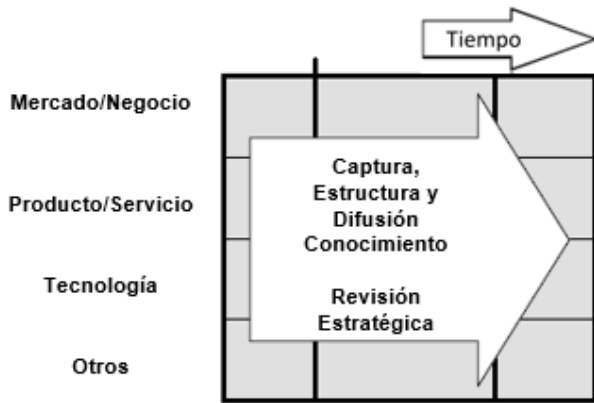 Tiempo
Mercado/Negocio
Producto/Servicio
Tecnología
Otros
Captura,
Estructura y
Difusión
Conocimiento
Revisión
Estratégica